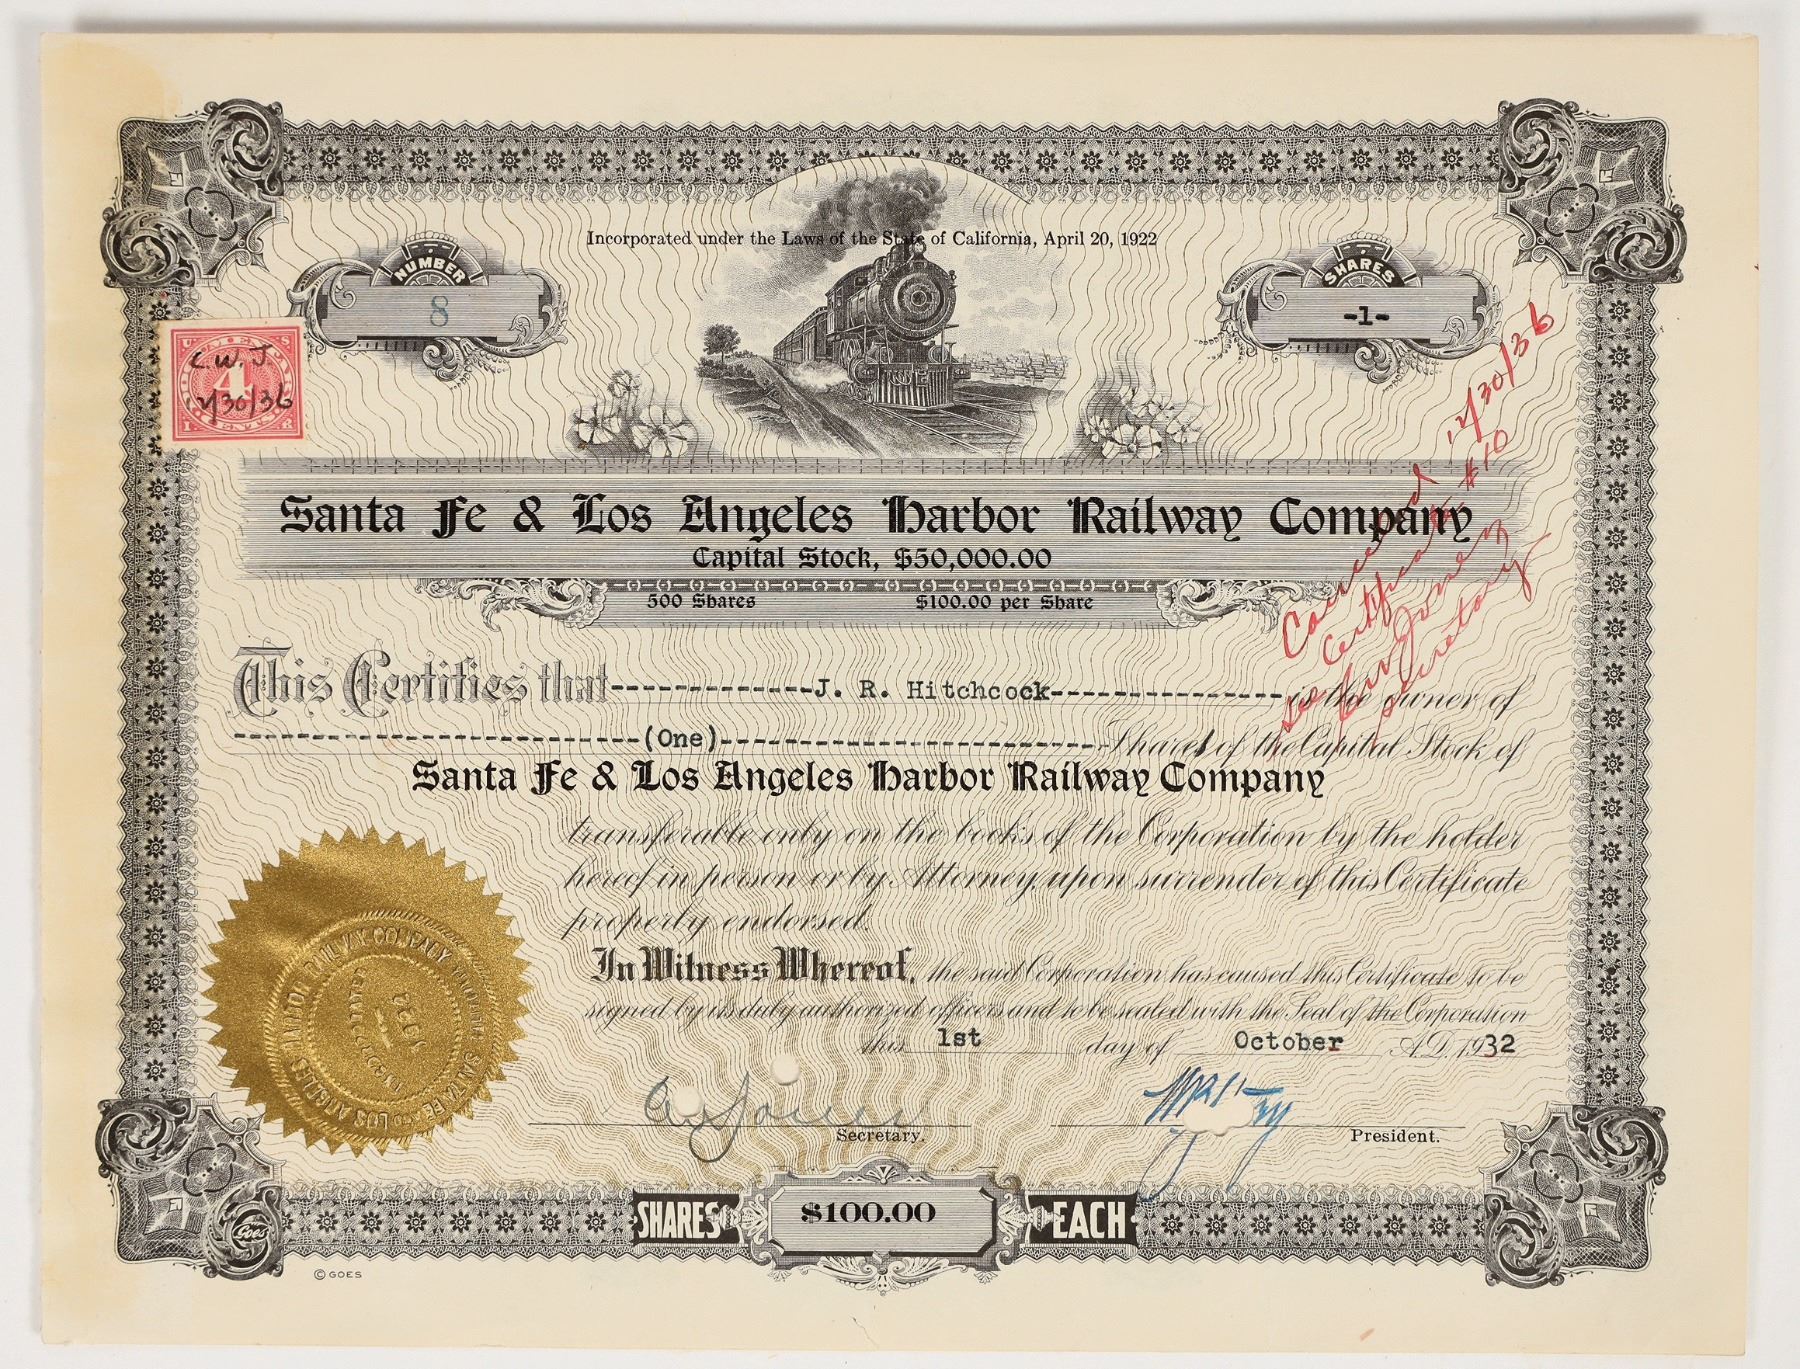 Incorporated under the Laws of the State of California, April 20, 1922
NUMBER
8
SHARES
-1-
4
C. W. J.
12/30/36
Santa Fe & Los Angeles Harbor Railway Company
Capital Stock, $50,000.00
500 Shares $100.00 per Share
Cancelled 12/30/36
Certificate #10
Secretary
This Certifies that J. R. Hitchcock is the owner of
(One) Shares of the Capital Stock of
Santa Fe & Los Angeles Harbor Railway Company
transferable only on the books of the Corporation by the holder
hereof in person or by Attorney, upon surrender of this Certificate
properly endorsed.
In Witness Whereof, the said Corporation has caused this Certificate to be
signed by its duly authorized officers and to be sealed with the Seal of the Corporation
this 1st day of October A.D. 1932
Secretary. President.
SHARES $100.00 EACH
Goes
© GOES